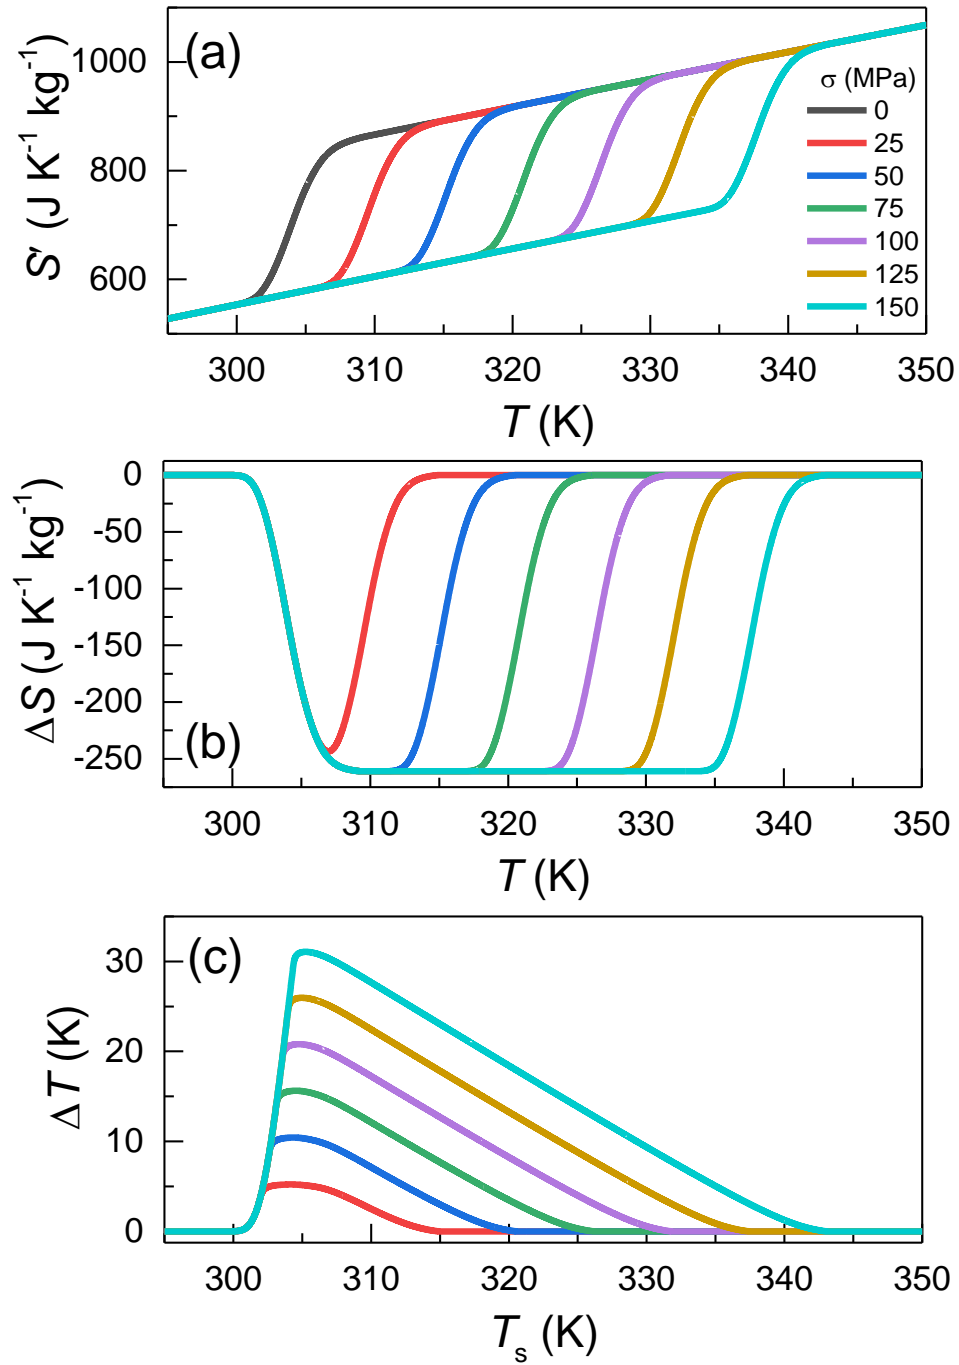 (a)
S′ (J K⁻¹ kg⁻¹)
1000
800
600
σ (MPa)
0
25
50
75
100
125
150
300 310 320 330 340 350
T (K)
(b)
ΔS (J K⁻¹ kg⁻¹)
0
-50
-100
-150
-200
-250
300 310 320 330 340 350
T (K)
(c)
ΔT (K)
30
20
10
0
300 310 320 330 340 350
Tₛ (K)